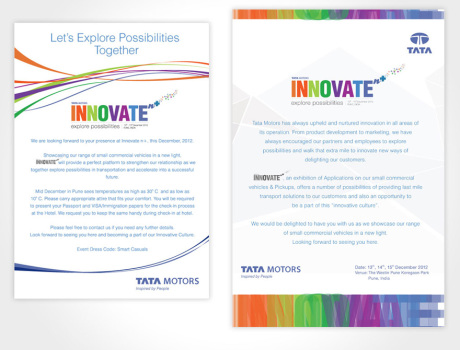 Let's Explore Possibilities
Together
INNOVATE n+
explore possibilities
We are looking forward to your presence at Innovate n+, this December, 2012.
Showcasing our range of small commercial vehicles in a new light,
INNOVATE will provide a perfect platform to strengthen our relationship as we
together explore possibilities in transportation and accelerate into a successful
future.
Mid December in Pune sees temperatures as high as 30° C and as low as
10° C. Please carry appropriate attire that fits your comfort. You will be required
to present your Passport and VISA/Immigration papers for the check-in process
at the Hotel. We request you to keep the same handy during check-in at hotel.
Please feel free to contact us if you need any further details.
Look forward to seeing you here and becoming a part of our Innovative Culture.
Event Dress Code: Smart Casuals
TATA MOTORS
Inspired by People
TATA
INNOVATE n+
explore possibilities
Tata Motors has always upheld and nurtured innovation in all areas of
its operation. From product development to marketing, we have
always encouraged our partners and employees to explore
possibilities and walk that extra mile to innovate new ways of
delighting our customers.
INNOVATE an exhibition of Applications on our small commercial
vehicles & Pickups, offers a number of possibilities of providing last mile
transport solutions to our customers and also an opportunity to
be a part of this "innovative culture".
We would be delighted to have you with us as we showcase our range
of small commercial vehicles in a new light.
Looking forward to seeing you here.
TATA MOTORS
Inspired by People
Date: 13th, 14th, 15th December 2012
Venue: The Westin Pune Koregaon Park
Pune, India